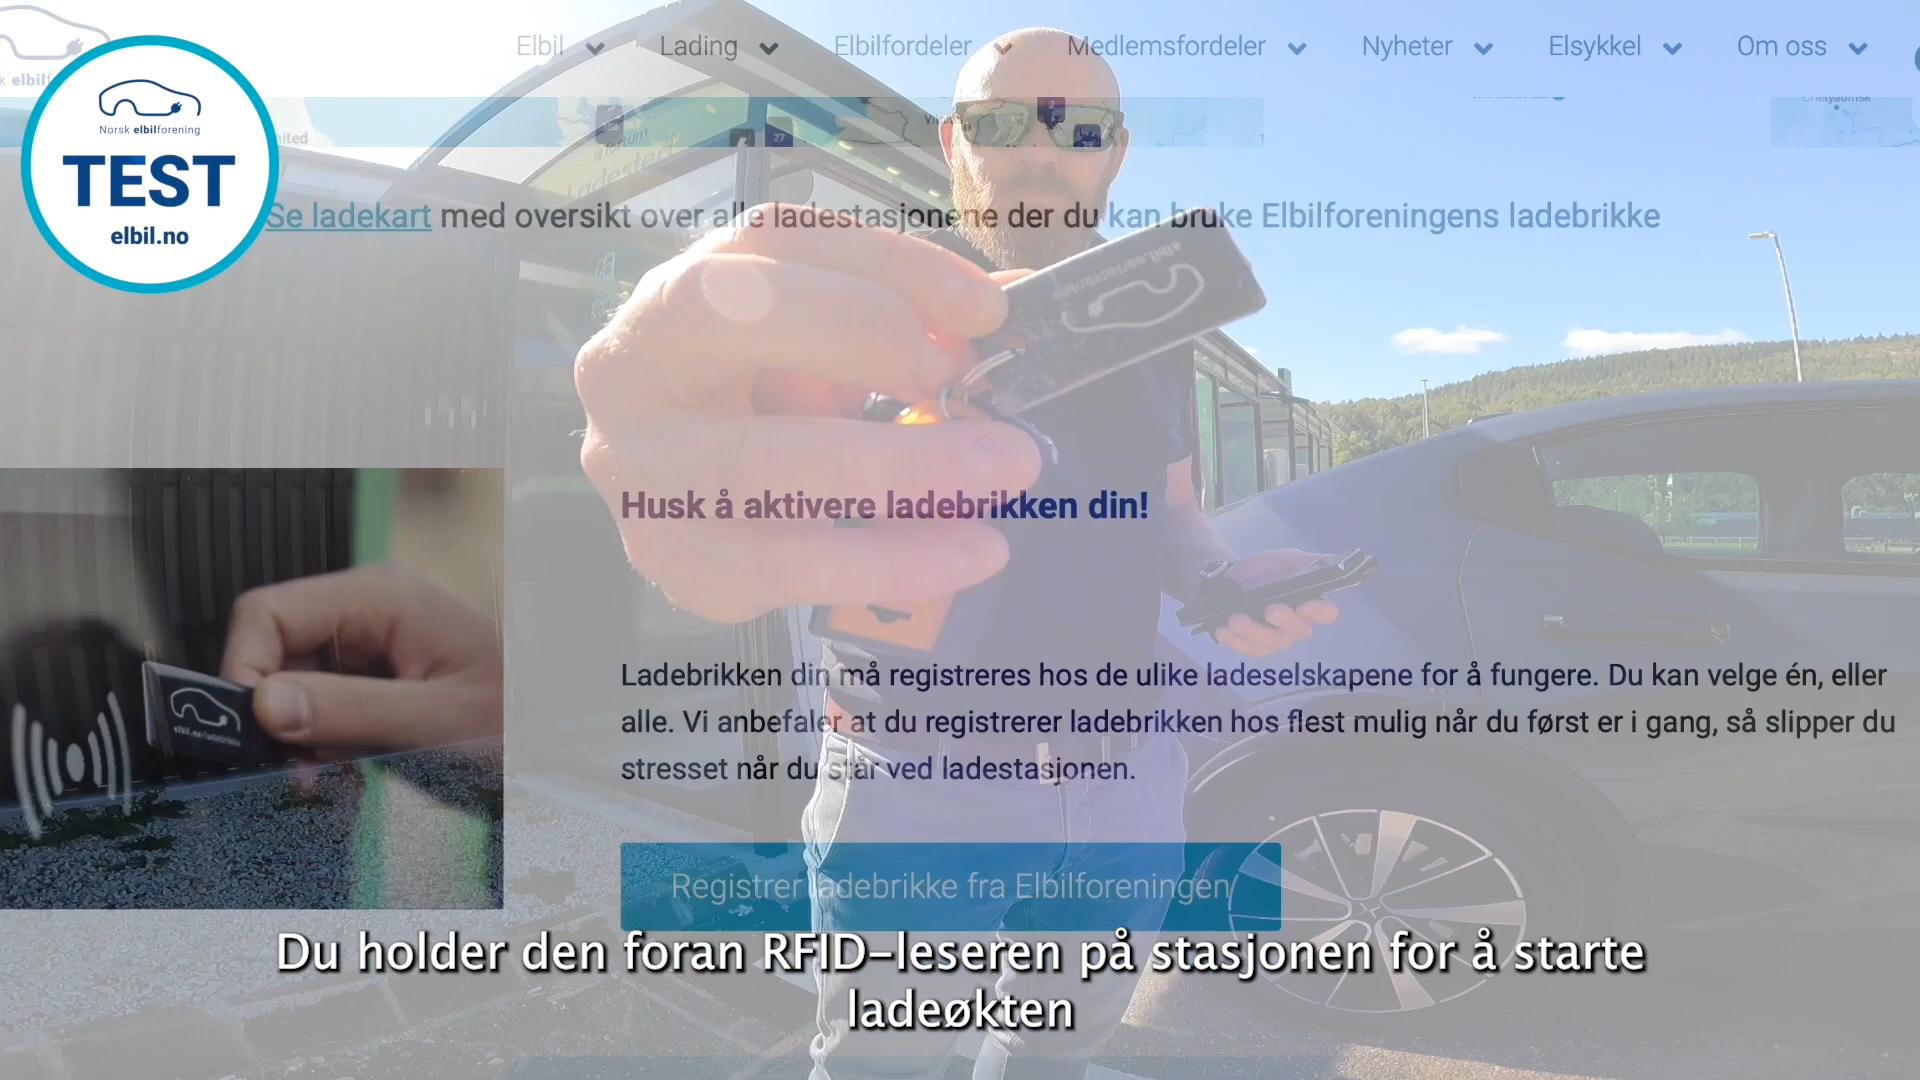 Elbil Lading Elbilfordeler Medlemsfordeler Nyheter Elsykkel Om oss
Norsk elbilforening
TEST
elbil.no
27
Se ladekart med oversikt over alle ladestasjonene der du kan bruke Elbilforeningens ladebrikke
Husk å aktivere ladebrikken din!
Ladebrikken din må registreres hos de ulike ladeselskapene for å fungere. Du kan velge én, eller
alle. Vi anbefaler at du registrerer ladebrikken hos flest mulig når du først er i gang, så slipper du
stresset når du står ved ladestasjonen.
elbil.no/ladebrikke
Registrer ladebrikke fra Elbilforeningen
Du holder den foran RFID-leseren på stasjonen for å starte
ladeøkten